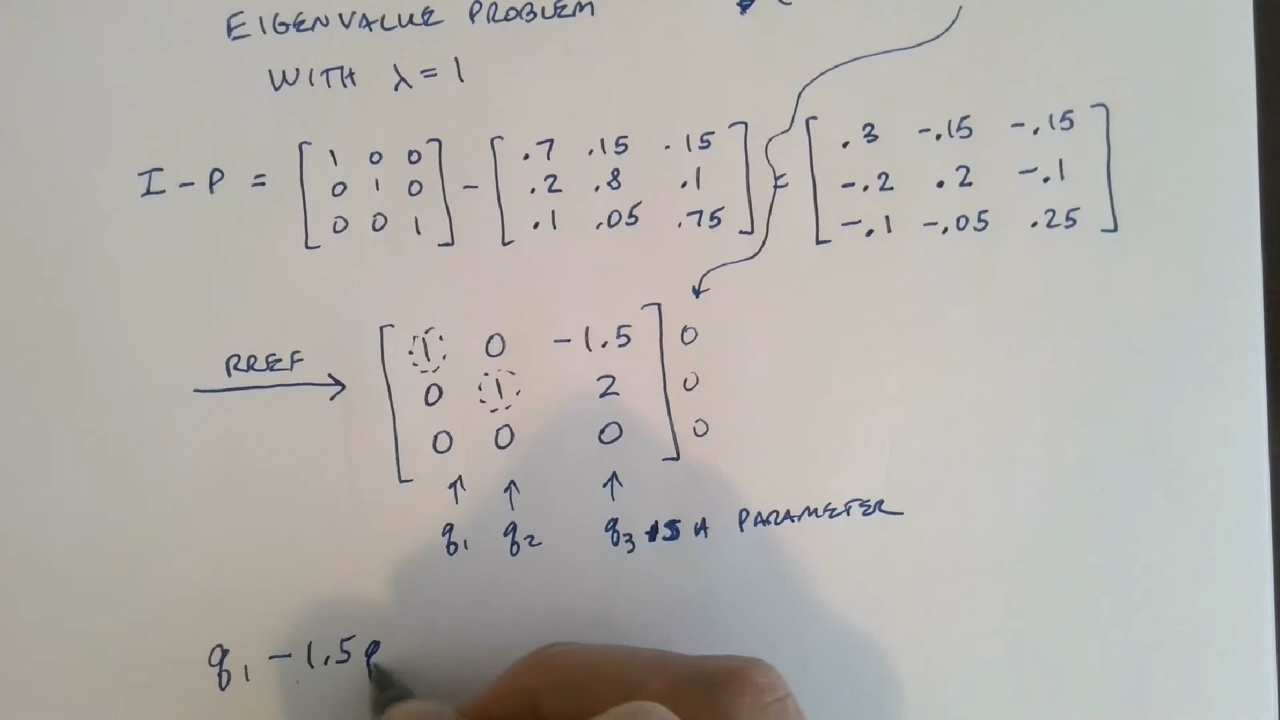 EIGENVALUE PROBLEM
WITH λ = 1
I - P = [ 1 0 0 ] - [ .7 .15 .15 ] = [ .3 -.15 -.15 ]
0 1 0 .2 .8 .1 -.2 .2 -.1
0 0 1 .1 .05 .75 -.1 -.05 .25
RREF → [ 1 0 -1.5 ] 0
0 1 2 0
0 0 0 0
↑ ↑ ↑
q₁ q₂ q₃ IS A PARAMETER
q₁ - 1.5 q